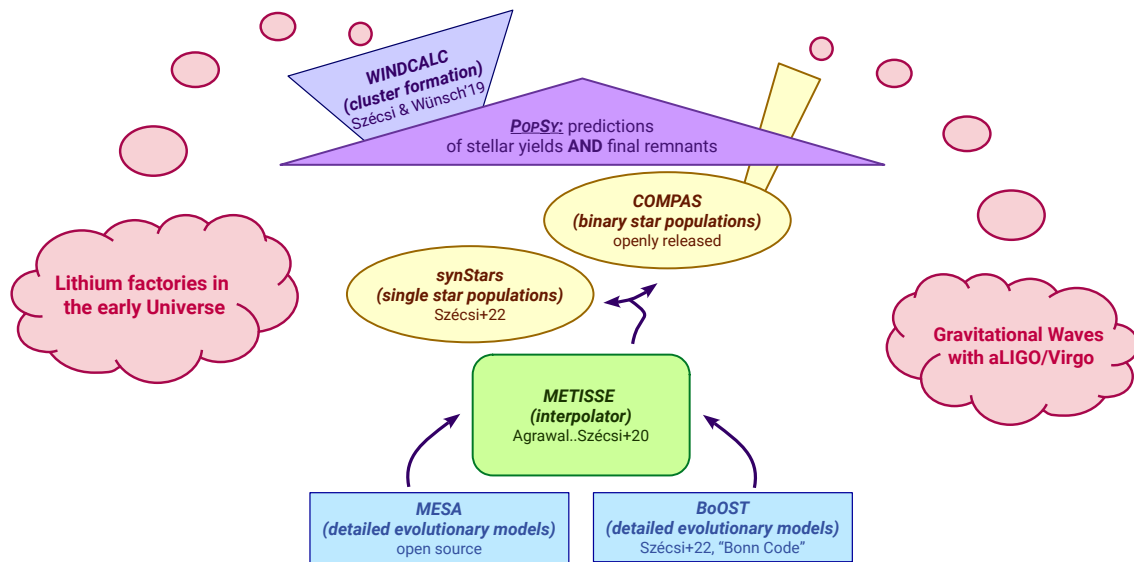 WINDCALC
(cluster formation)
Szécsi & Wünsch'19
PopSy: predictions
of stellar yields AND final remnants
COMPAS
(binary star populations)
openly released
synStars
(single star populations)
Szécsi+22
Lithium factories in
the early Universe
Gravitational Waves
with aLIGO/Virgo
METISSE
(interpolator)
Agrawal..Szécsi+20
MESA
(detailed evolutionary models)
open source
BoOST
(detailed evolutionary models)
Szécsi+22, “Bonn Code”